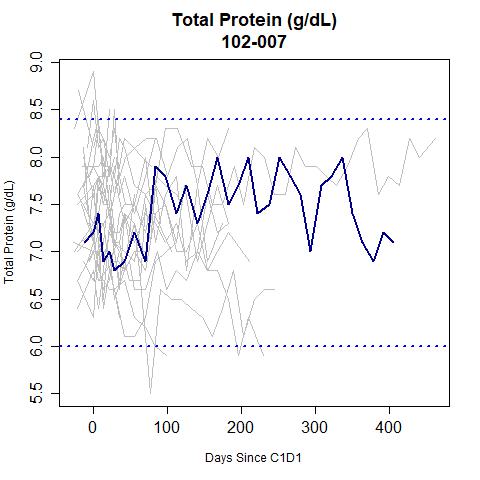 Total Protein (g/dL)
102-007
Total Protein (g/dL)
9.0
8.5
8.0
7.5
7.0
6.5
6.0
5.5
0 100 200 300 400
Days Since C1D1